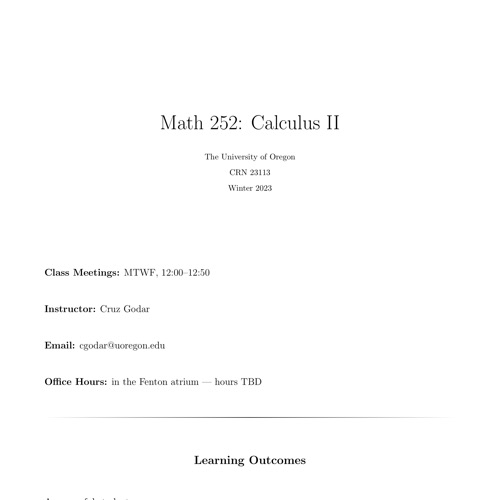 Math 252: Calculus II
The University of Oregon
CRN 23113
Winter 2023
Class Meetings: MTWF, 12:00–12:50
Instructor: Cruz Godar
Email: cgodar@uoregon.edu
Office Hours: in the Fenton atrium — hours TBD
Learning Outcomes